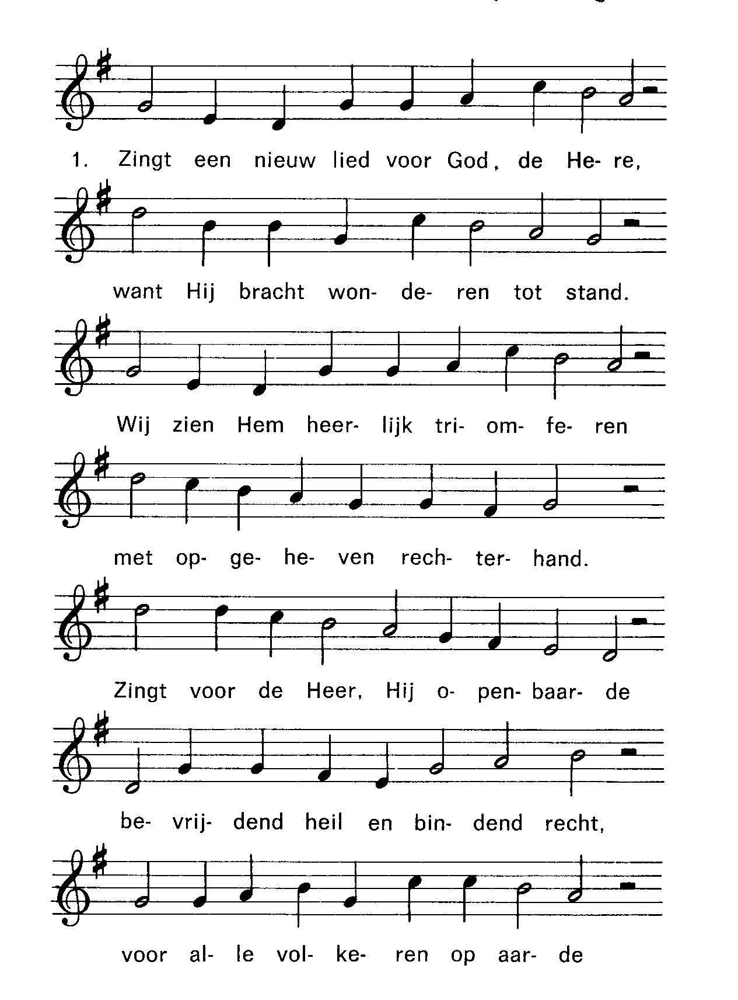 1. Zingt een nieuw lied voor God, de He- re,
want Hij bracht won- de- ren tot stand.
Wij zien Hem heer- lijk tri- om- fe- ren
met op- ge- he- ven rech- ter- hand.
Zingt voor de Heer, Hij o- pen- baar- de
be- vrij- dend heil en bin- dend recht,
voor al- le vol- ke- ren op aar- de